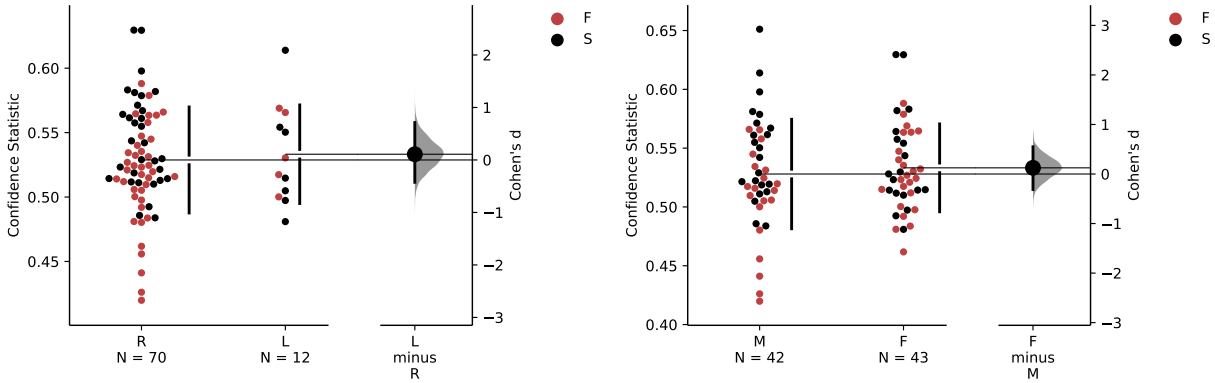 F
S
Confidence Statistic
0.60
0.55
0.50
0.45
2
1
0
−1
−2
−3
Cohen's d
R
N = 70
L
N = 12
L
minus
R
F
S
Confidence Statistic
0.65
0.60
0.55
0.50
0.45
0.40
3
2
1
0
−1
−2
−3
Cohen's d
M
N = 42
F
N = 43
F
minus
M